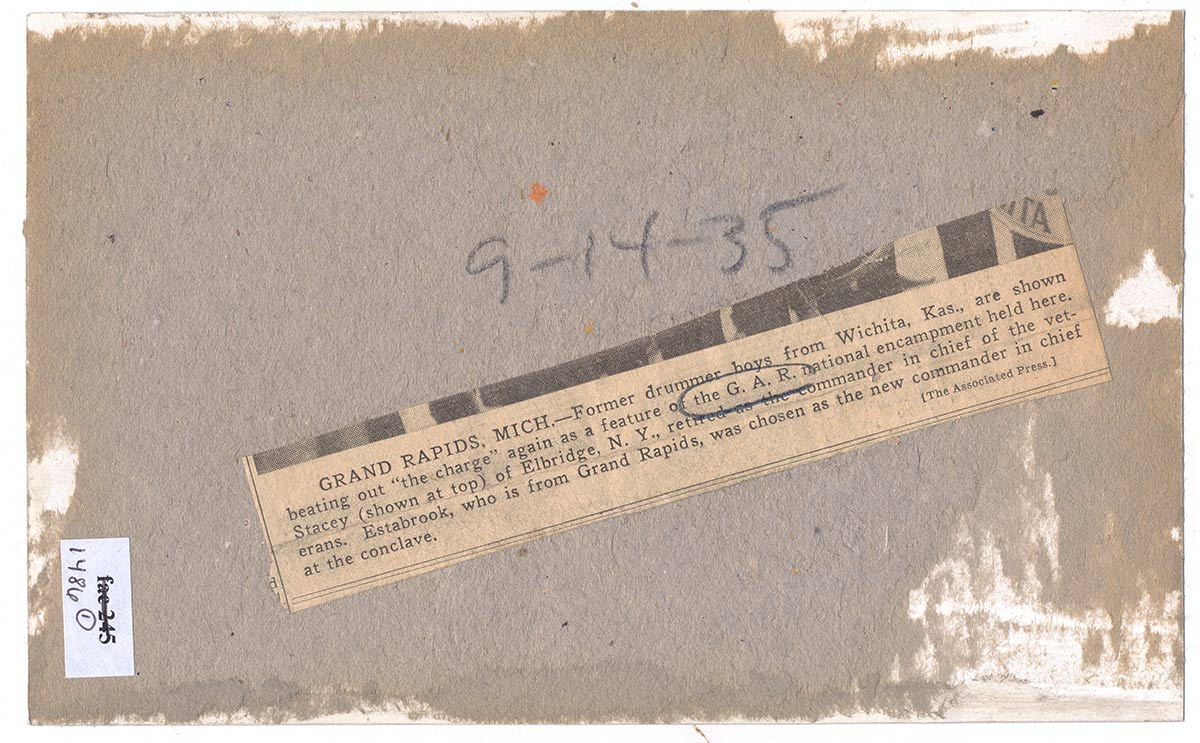 9-14-35
ITA
GRAND RAPIDS, MICH.—Former drummer boys from Wichita, Kas., are shown
beating out "the charge" again as a feature of the G. A. R. national encampment held here.
Stacey (shown at top) of Elbridge, N. Y., retired as the commander in chief of the vet-
erans. Estabrook, who is from Grand Rapids, was chosen as the new commander in chief
at the conclave.
[The Associated Press.]
fac 245
1486 ①